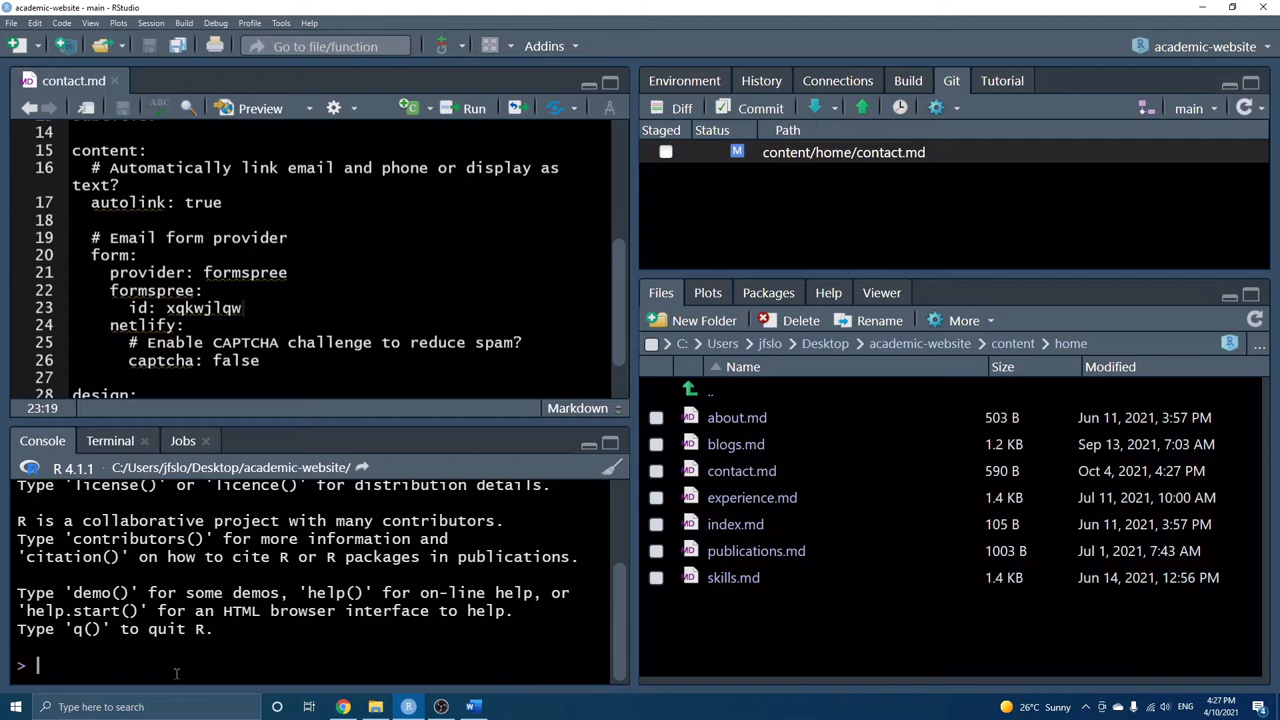 academic-website - main - RStudio
File Edit Code View Plots Session Build Debug Profile Tools Help
Go to file/function Addins academic-website
MD contact.md
ABC Preview Run
14
15 content:
16 # Automatically link email and phone or display as
text?
17 autolink: true
18
19 # Email form provider
20 form:
21 provider: formspree
22 formspree:
23 id: xqkwjlqw
24 netlify:
25 # Enable CAPTCHA challenge to reduce spam?
26 captcha: false
27
28 design:
23:19 Markdown
Console Terminal Jobs
R 4.1.1 C:/Users/jfslo/Desktop/academic-website/
Type 'license()' or 'licence()' for distribution details.
R is a collaborative project with many contributors.
Type 'contributors()' for more information and
'citation()' on how to cite R or R packages in publications.
Type 'demo()' for some demos, 'help()' for on-line help, or
'help.start()' for an HTML browser interface to help.
Type 'q()' to quit R.
>
Environment History Connections Build Git Tutorial
Diff Commit main
Staged Status Path
M content/home/contact.md
Files Plots Packages Help Viewer
New Folder Delete Rename More
C: Users jfslo Desktop academic-website content home ...
Name Size Modified
..
MD about.md 503 B Jun 11, 2021, 3:57 PM
MD blogs.md 1.2 KB Sep 13, 2021, 7:03 AM
MD contact.md 590 B Oct 4, 2021, 4:27 PM
MD experience.md 1.4 KB Jul 11, 2021, 10:00 AM
MD index.md 105 B Jun 11, 2021, 3:57 PM
MD publications.md 1003 B Jul 1, 2021, 7:43 AM
MD skills.md 1.4 KB Jun 14, 2021, 12:56 PM
Type here to search
26°C Sunny ENG 4:27 PM
4/10/2021 4